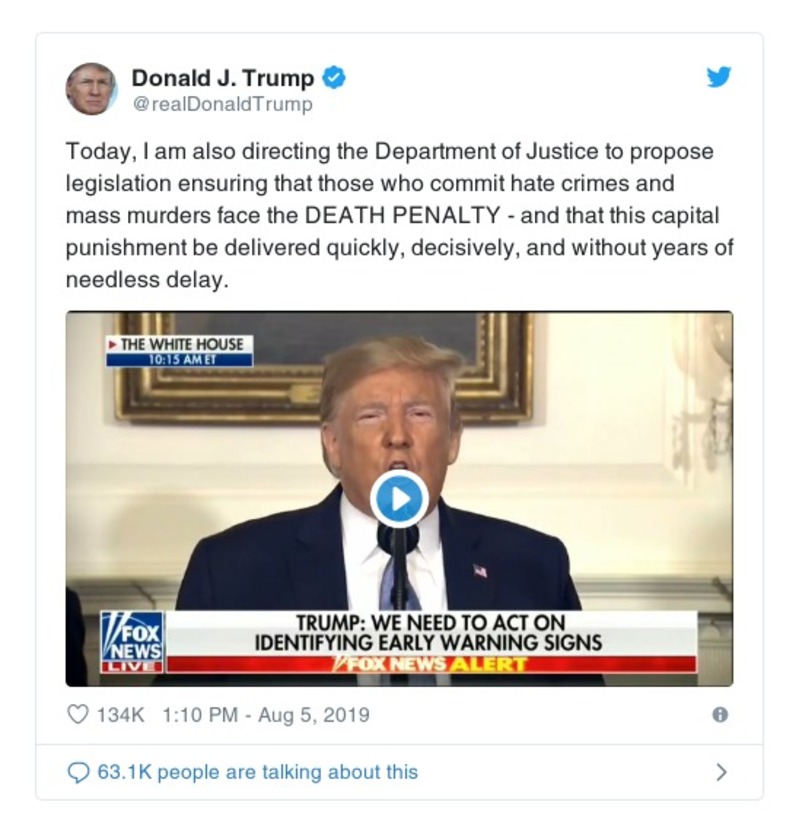 Donald J. Trump
@realDonaldTrump
Today, I am also directing the Department of Justice to propose
legislation ensuring that those who commit hate crimes and
mass murders face the DEATH PENALTY - and that this capital
punishment be delivered quickly, decisively, and without years of
needless delay.
THE WHITE HOUSE
10:15 AM ET
TRUMP: WE NEED TO ACT ON
IDENTIFYING EARLY WARNING SIGNS
FOX
NEWS
LIVE
FOX NEWS ALERT
134K 1:10 PM - Aug 5, 2019
63.1K people are talking about this